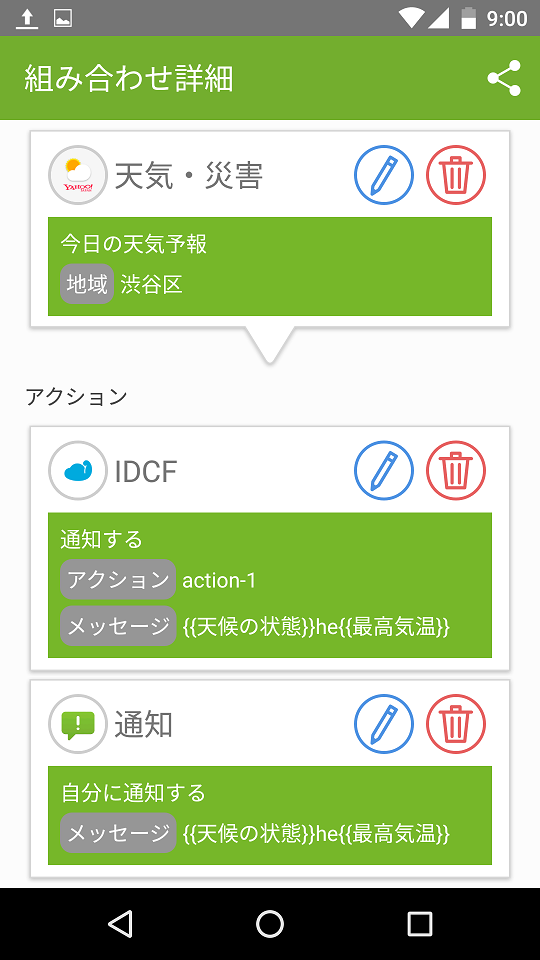 9:00
組み合わせ詳細
YAHOO!
天気・災害
今日の天気予報
地域 渋谷区
アクション
IDCF
通知する
アクション action-1
メッセージ {{天候の状態}}he{{最高気温}}
通知
自分に通知する
メッセージ {{天候の状態}}he{{最高気温}}